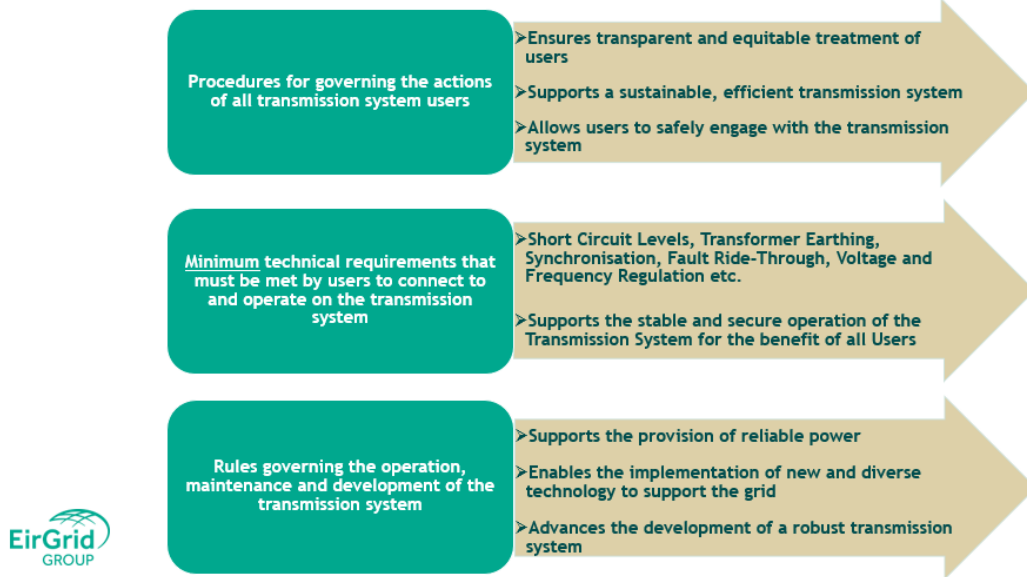 Procedures for governing the actions
of all transmission system users
➢Ensures transparent and equitable treatment of
users
➢Supports a sustainable, efficient transmission system
➢Allows users to safely engage with the transmission
system
Minimum technical requirements that
must be met by users to connect to
and operate on the transmission
system
➢Short Circuit Levels, Transformer Earthing,
Synchronisation, Fault Ride-Through, Voltage and
Frequency Regulation etc.
➢Supports the stable and secure operation of the
Transmission System for the benefit of all Users
Rules governing the operation,
maintenance and development of the
transmission system
➢Supports the provision of reliable power
➢Enables the implementation of new and diverse
technology to support the grid
➢Advances the development of a robust transmission
system
EirGrid
GROUP